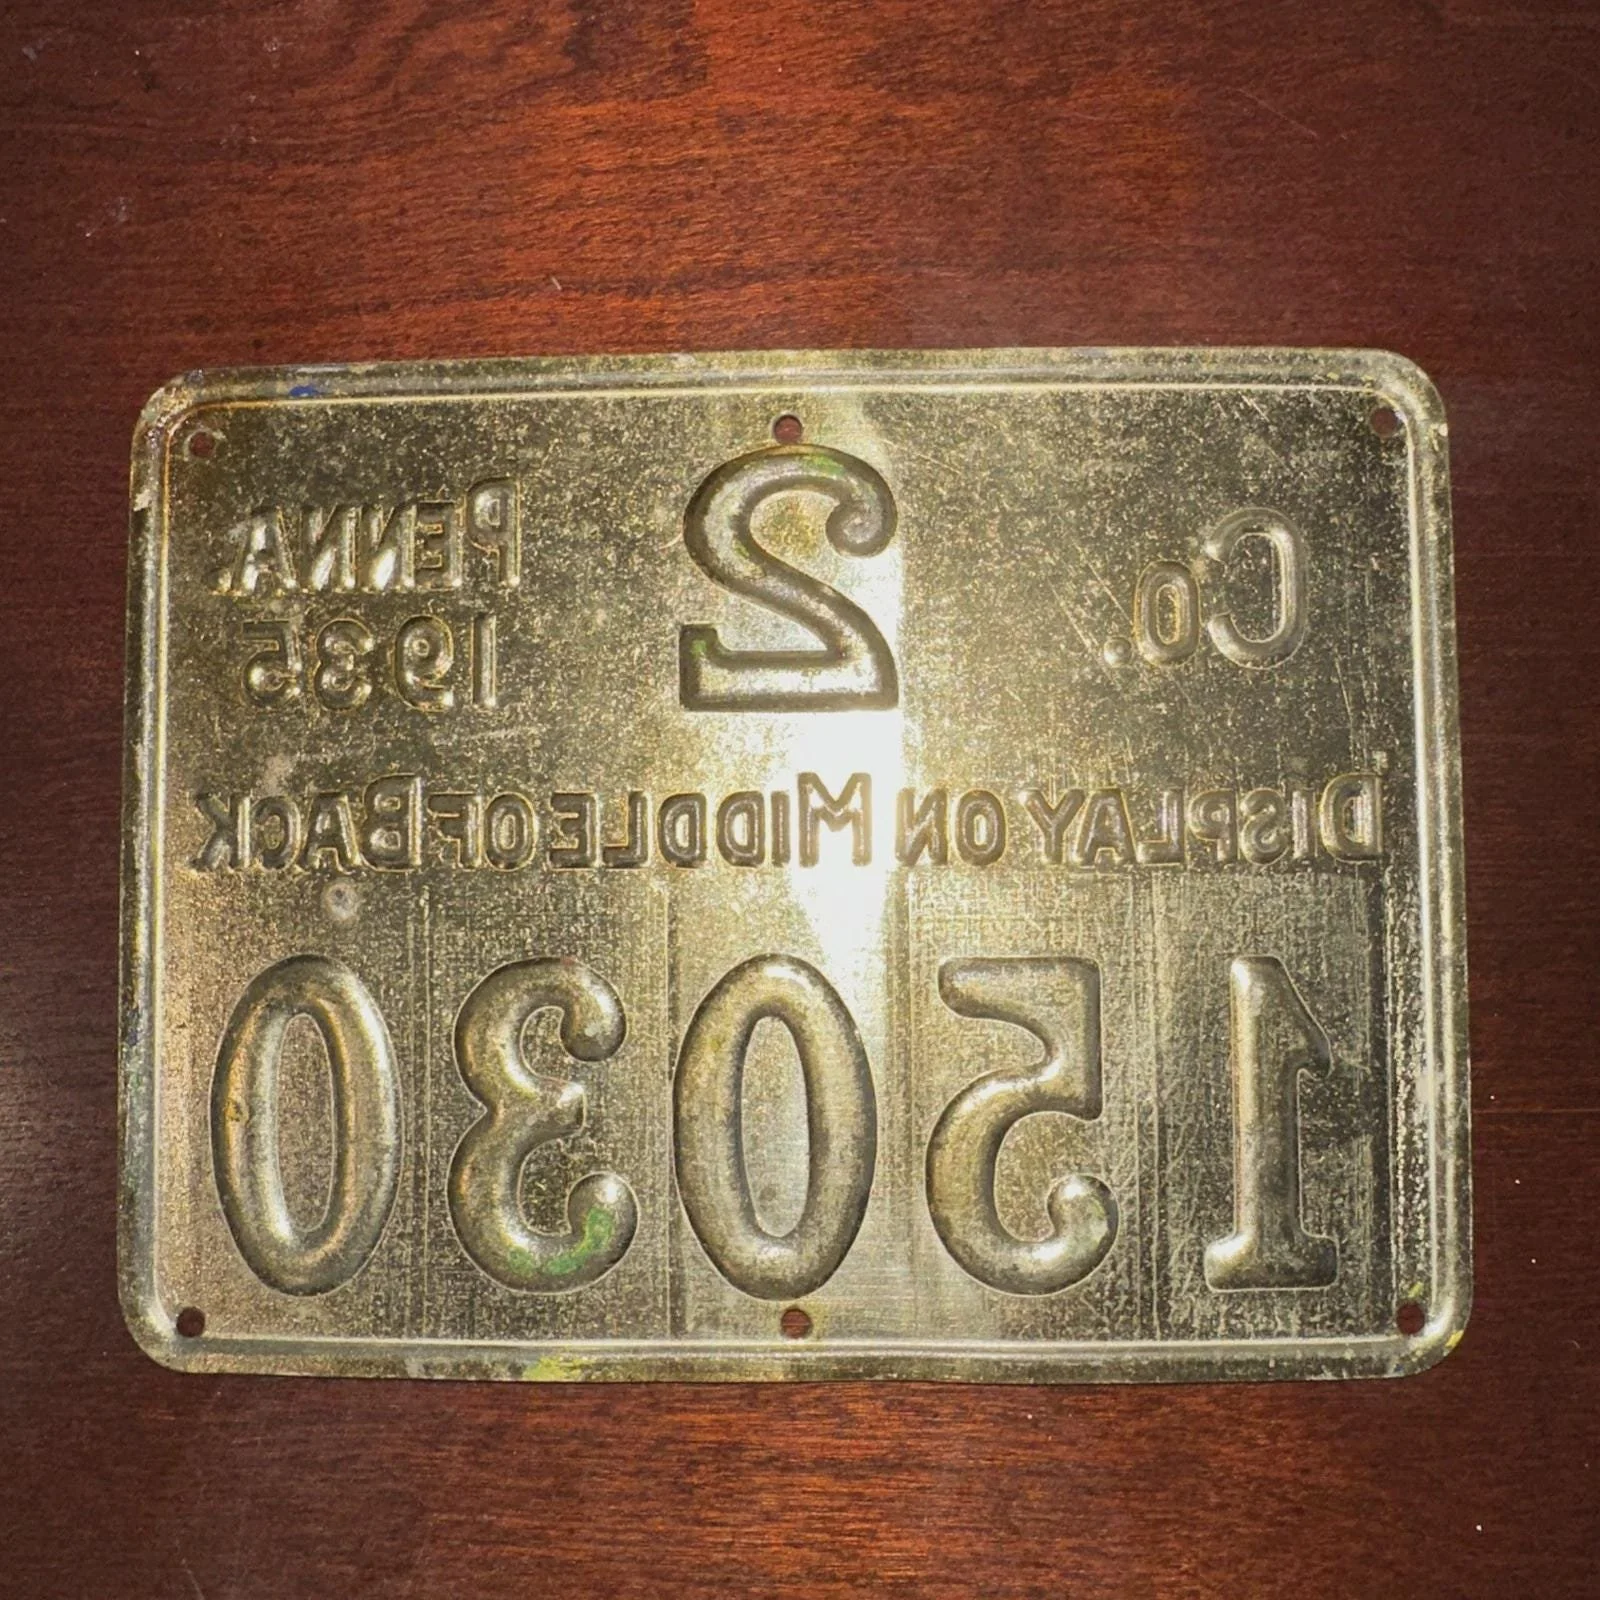 Co. 2 PENNA.
1935
DISPLAY ON MIDDLE OF BACK
15030